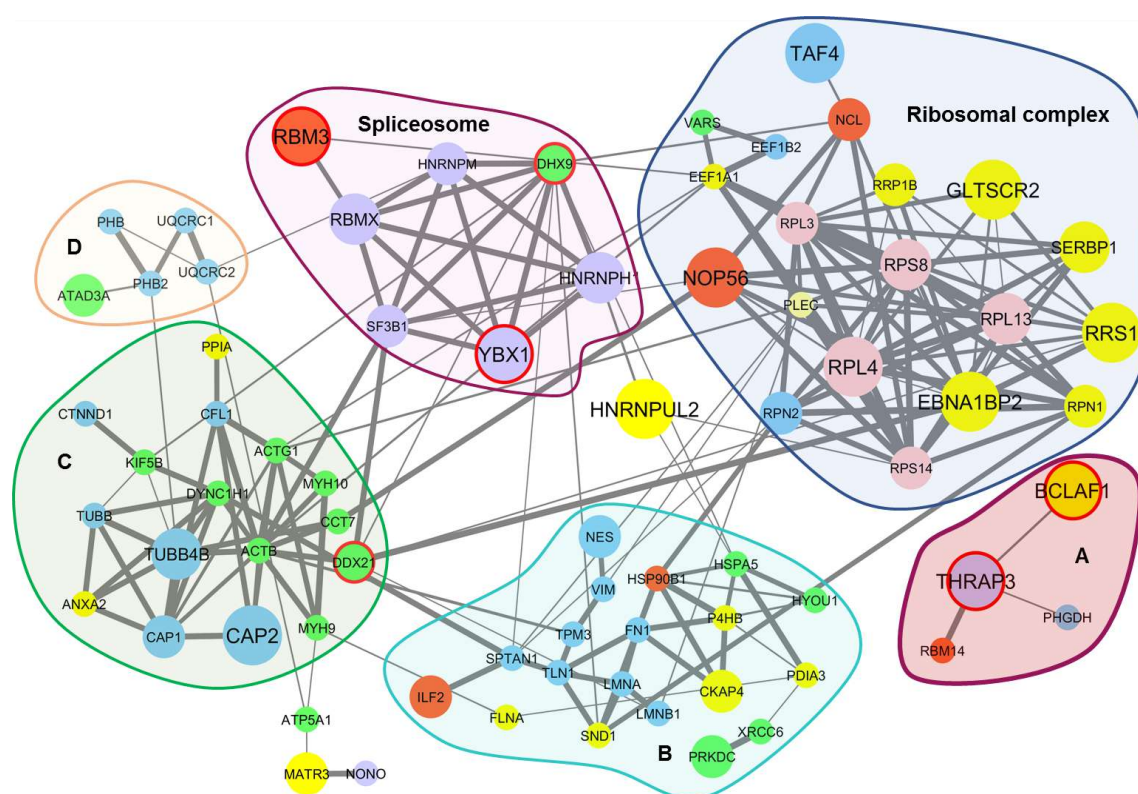 TAF4
RBM3
Spliceosome
Ribosomal complex
VARS
NCL
EEF1B2
HNRNPM
DHX9
EEF1A1
RRP1B
GLTSCR2
RBMX
RPL3
SERBP1
D
PHB
UQCRC1
UQCRC2
PHB2
ATAD3A
HNRNPH1
NOP56
RPS8
PLEC
RPL13
SF3B1
YBX1
RRS1
PPIA
RPL4
CTNND1
CFL1
HNRNPUL2
RPN2
EBNA1BP2
RPN1
C
KIF5B
ACTG1
MYH10
RPS14
DYNC1H1
TUBB
CCT7
BCLAF1
TUBB4B
ACTB
DDX21
NES
HSP90B1
HSPA5
A
THRAP3
VIM
HYOU1
ANXA2
CAP1
CAP2
MYH9
TPM3
FN1
P4HB
PHGDH
RBM14
SPTAN1
TLN1
LMNA
CKAP4
PDIA3
ILF2
FLNA
LMNB1
SND1
XRCC6
B
PRKDC
ATP5A1
MATR3
NONO